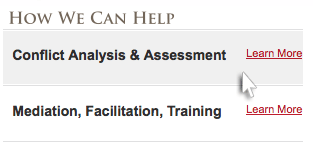 How We Can Help
Conflict Analysis & Assessment Learn More
Mediation, Facilitation, Training Learn More